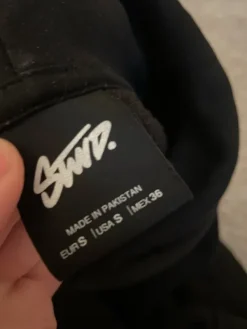 STWD.
MADE IN PAKISTAN
EUR S | USA S | MEX 36